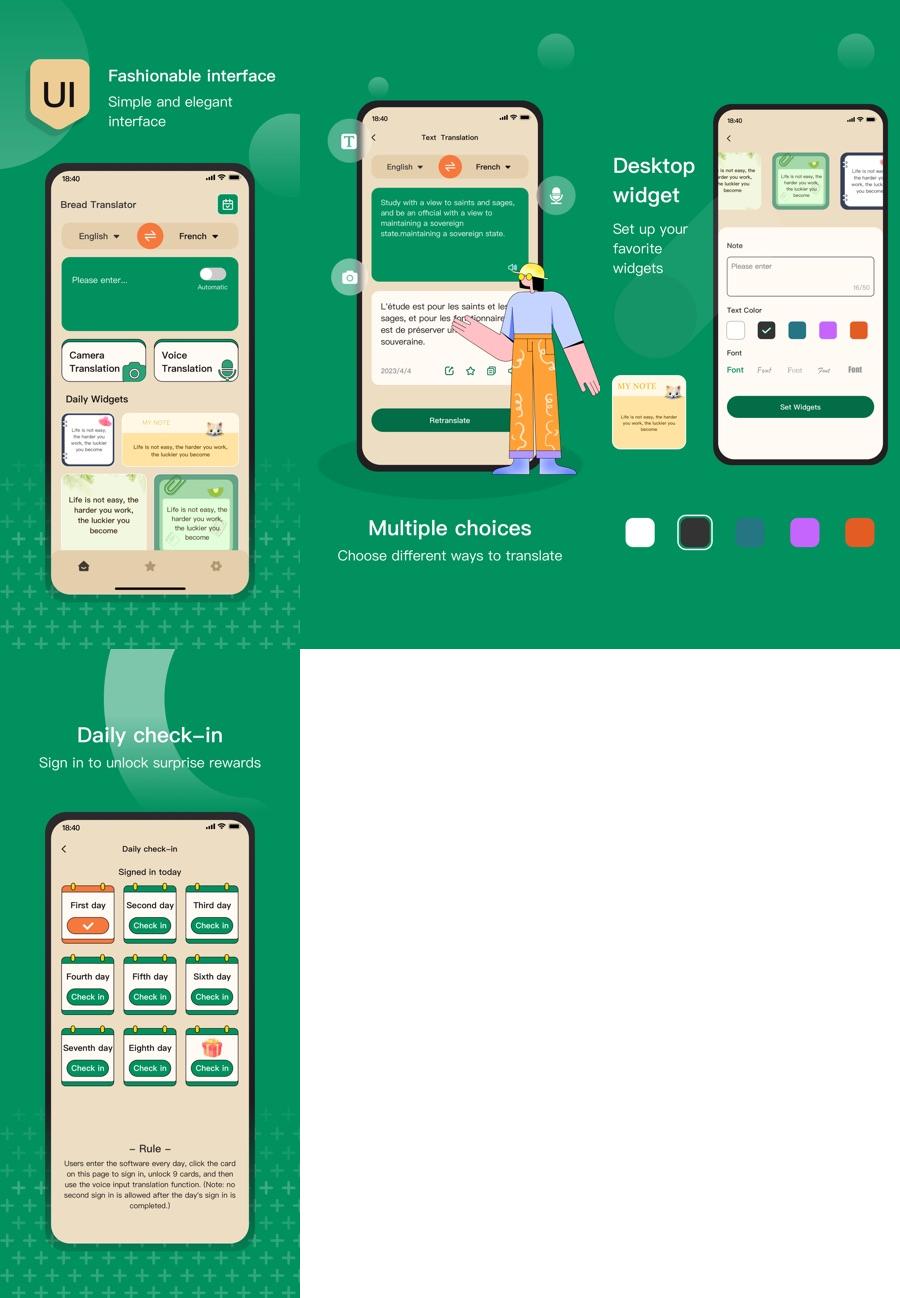 UI
Fashionable interface
Simple and elegant
interface
18:40
Bread Translator
English
French
Please enter...
Automatic
Camera
Translation
Voice
Translation
Daily Widgets
Life is not easy,
the harder you
work, the luckier
you become
MY NOTE
Life is not easy, the harder you work,
the luckier you become
Life is not easy, the
harder you work,
the luckier you
become
Life is not easy, the
harder you work,
the luckier you
become
T
18:40
Text Translation
English
French
Study with a view to saints and sages,
and be an official with a view to
maintaining a sovereign
state.maintaining a sovereign state.
L'étude est pour les saints et les
sages, et pour les fonctionnaire
est de préserver un
souveraine.
2023/4/4
Retranslate
Multiple choices
Choose different ways to translate
Desktop
widget
Set up your
favorite
widgets
MY NOTE
Life is not easy, the harder
you work, the luckier you
become
18:40
is not easy, the
rder you work,
the luckier you
become
Life is not easy, the
harder you work,
the luckier you
become
Life is not ea
the harder y
work, the luc
you becom
Note
Please enter
16/50
Text Color
Font
Font
Font
Font
Font
Font
Set Widgets
Daily check-in
Sign in to unlock surprise rewards
18:40
Daily check-in
Signed in today
First day
Second day
Check in
Third day
Check in
Fourth day
Check in
Fifth day
Check in
Sixth day
Check in
Seventh day
Check in
Eighth day
Check in
Check in
- Rule -
Users enter the software every day, click the card
on this page to sign in, unlock 9 cards, and then
use the voice input translation function. (Note: no
second sign in is allowed after the day's sign in is
completed.)